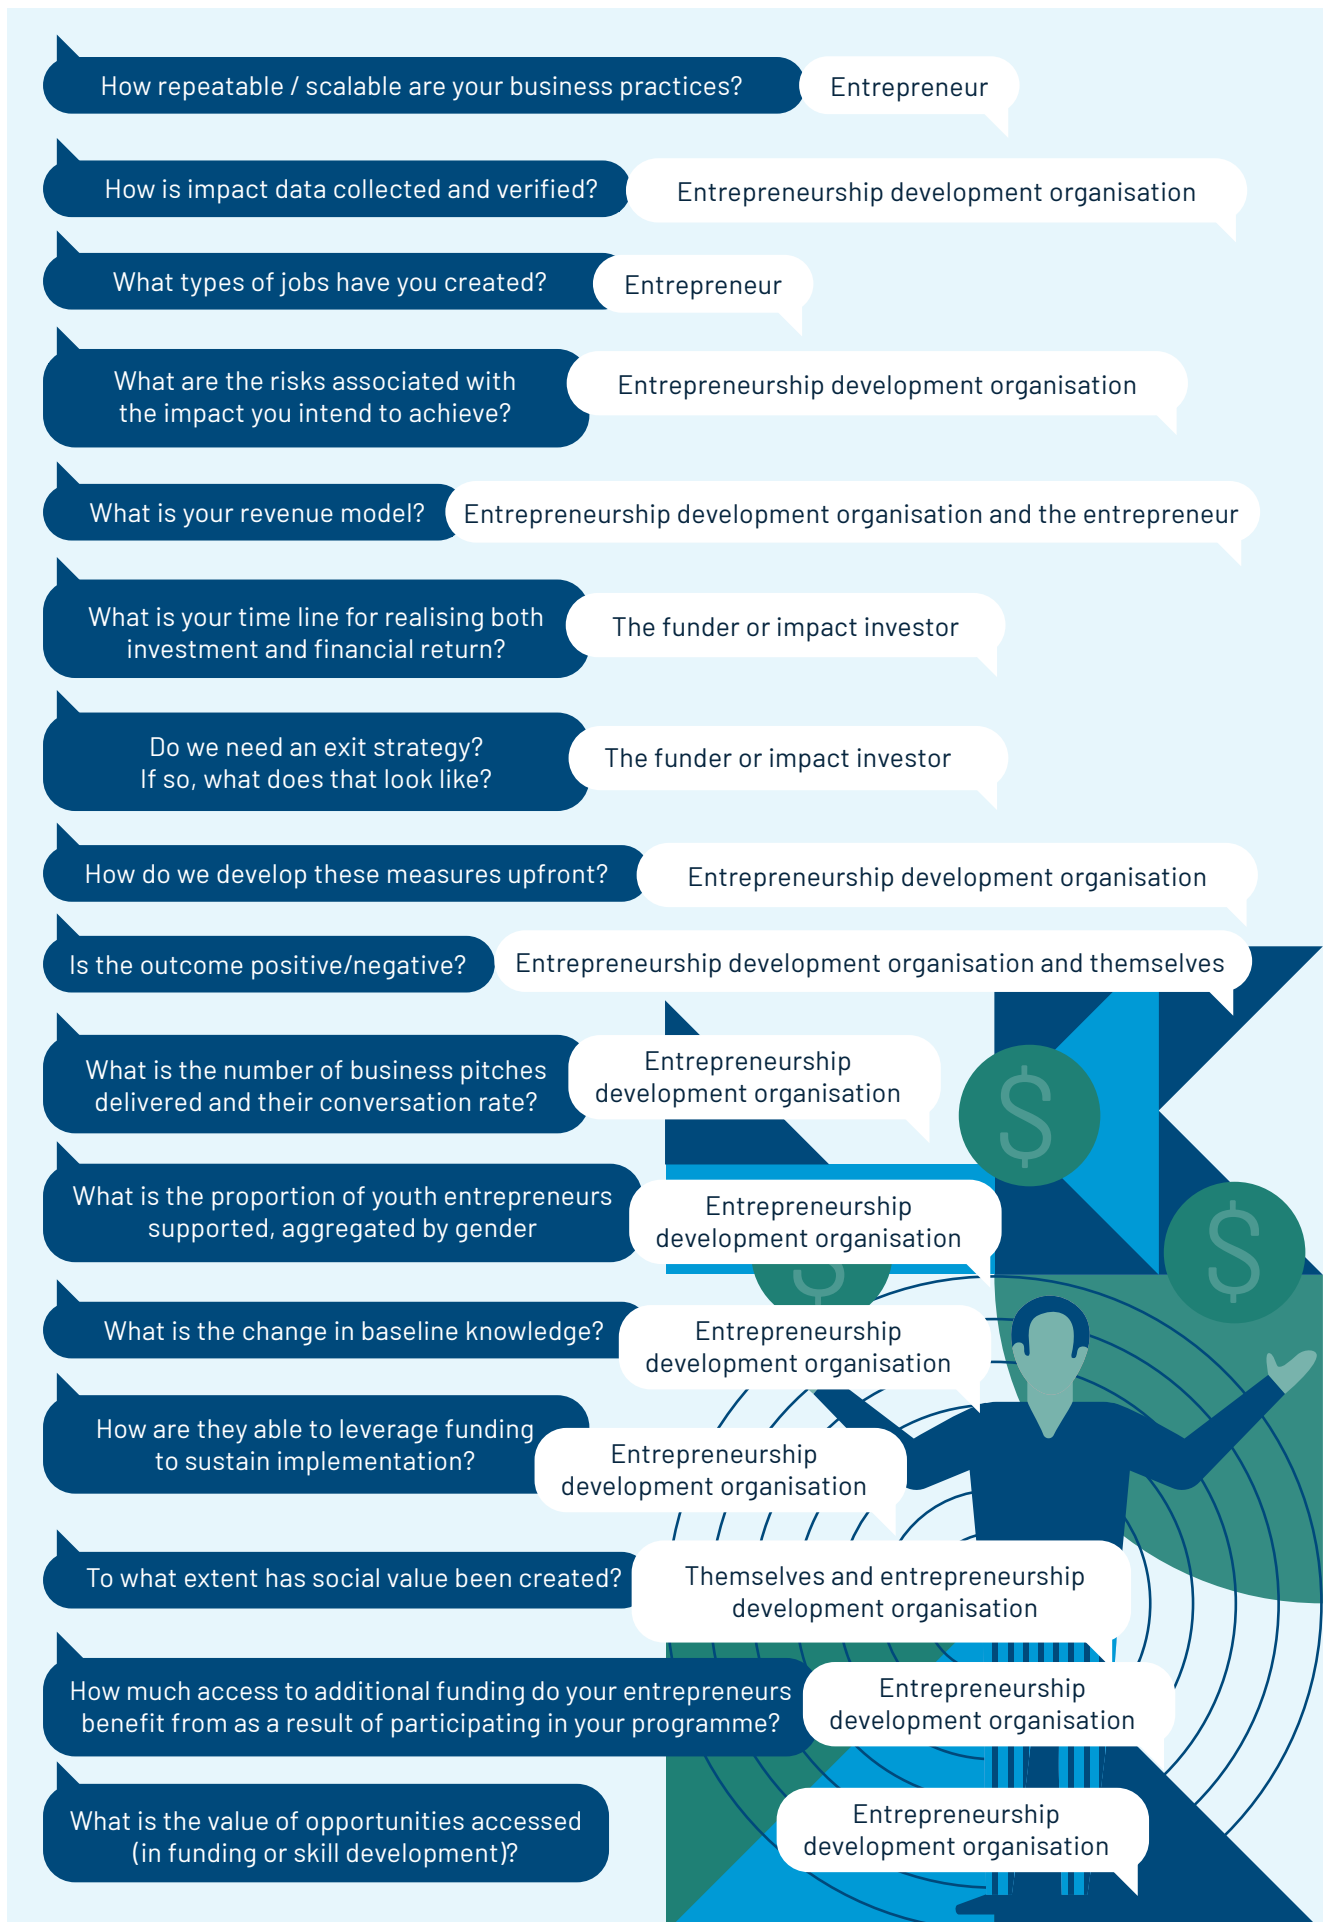 How repeatable / scalable are your business practices?
Entrepreneur
How is impact data collected and verified?
Entrepreneurship development organisation
What types of jobs have you created?
Entrepreneur
What are the risks associated with
the impact you intend to achieve?
Entrepreneurship development organisation
What is your revenue model?
Entrepreneurship development organisation and the entrepreneur
What is your time line for realising both
investment and financial return?
The funder or impact investor
Do we need an exit strategy?
If so, what does that look like?
The funder or impact investor
How do we develop these measures upfront?
Entrepreneurship development organisation
Is the outcome positive/negative?
Entrepreneurship development organisation and themselves
What is the number of business pitches
delivered and their conversation rate?
Entrepreneurship
development organisation
What is the proportion of youth entrepreneurs
supported, aggregated by gender
Entrepreneurship
development organisation
What is the change in baseline knowledge?
Entrepreneurship
development organisation
How are they able to leverage funding
to sustain implementation?
Entrepreneurship
development organisation
To what extent has social value been created?
Themselves and entrepreneurship
development organisation
How much access to additional funding do your entrepreneurs
benefit from as a result of participating in your programme?
Entrepreneurship
development organisation
What is the value of opportunities accessed
(in funding or skill development)?
Entrepreneurship
development organisation
$
$
$